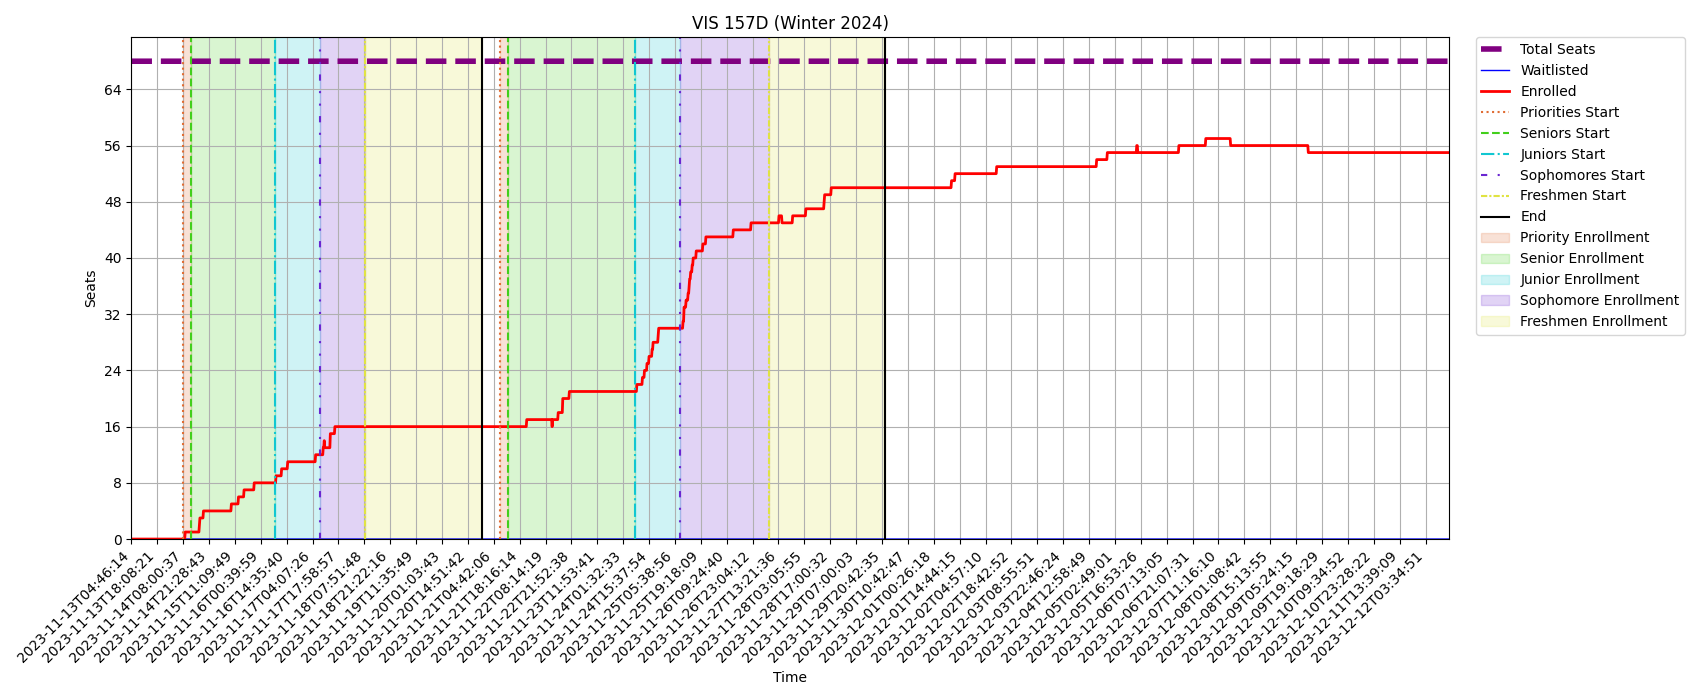 VIS 157D (Winter 2024)
Seats
64
56
48
40
32
24
16
8
0
2023-11-13T04:46:14
2023-11-13T18:08:21
2023-11-14T08:00:37
2023-11-14T21:28:43
2023-11-15T11:09:49
2023-11-16T00:39:59
2023-11-16T14:35:40
2023-11-17T04:07:26
2023-11-17T17:58:57
2023-11-18T07:51:48
2023-11-18T21:22:16
2023-11-19T11:35:49
2023-11-20T01:03:43
2023-11-20T14:51:42
2023-11-21T04:42:06
2023-11-21T18:16:14
2023-11-22T08:14:19
2023-11-22T21:52:38
2023-11-23T11:53:41
2023-11-24T01:32:33
2023-11-24T15:37:54
2023-11-25T05:38:56
2023-11-25T19:18:09
2023-11-26T09:24:40
2023-11-26T23:04:12
2023-11-27T13:21:36
2023-11-28T03:05:55
2023-11-28T17:00:32
2023-11-29T07:00:03
2023-11-29T20:42:35
2023-11-30T10:42:47
2023-12-01T00:26:18
2023-12-01T14:44:15
2023-12-02T04:57:10
2023-12-02T18:42:52
2023-12-03T08:55:51
2023-12-03T22:46:24
2023-12-04T12:58:49
2023-12-05T02:49:01
2023-12-05T16:53:26
2023-12-06T07:13:05
2023-12-06T21:07:31
2023-12-07T11:16:10
2023-12-08T01:08:42
2023-12-08T15:13:55
2023-12-09T05:24:15
2023-12-09T19:18:29
2023-12-10T09:34:52
2023-12-10T23:28:22
2023-12-11T13:39:09
2023-12-12T03:34:51
Time
Total Seats
Waitlisted
Enrolled
Priorities Start
Seniors Start
Juniors Start
Sophomores Start
Freshmen Start
End
Priority Enrollment
Senior Enrollment
Junior Enrollment
Sophomore Enrollment
Freshmen Enrollment